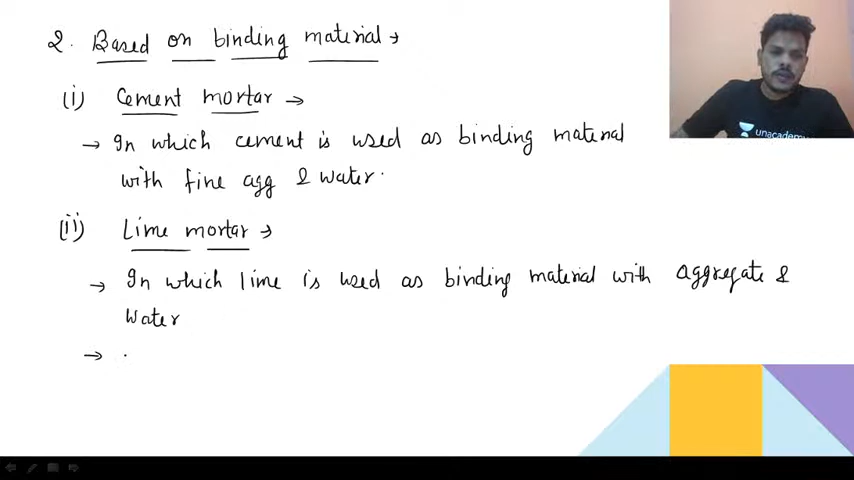 2. Based on binding material →
(i) Cement mortar →
→ In which cement is used as binding material
with fine agg & water.
(ii) Lime mortar →
→ In which lime is used as binding material with aggregate &
water
→ .
unacademy